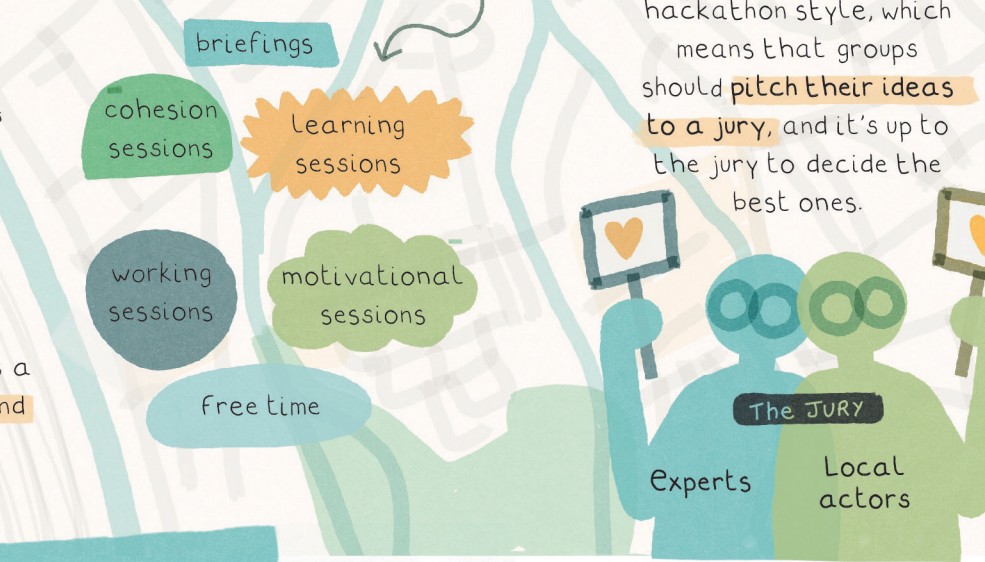 briefings
cohesion
sessions
learning
sessions
working
sessions
motivational
sessions
free time
a
nd
hackathon style, which
means that groups
should pitch their ideas
to a jury, and it's up to
the jury to decide the
best ones.
The JURY
experts
Local
actors